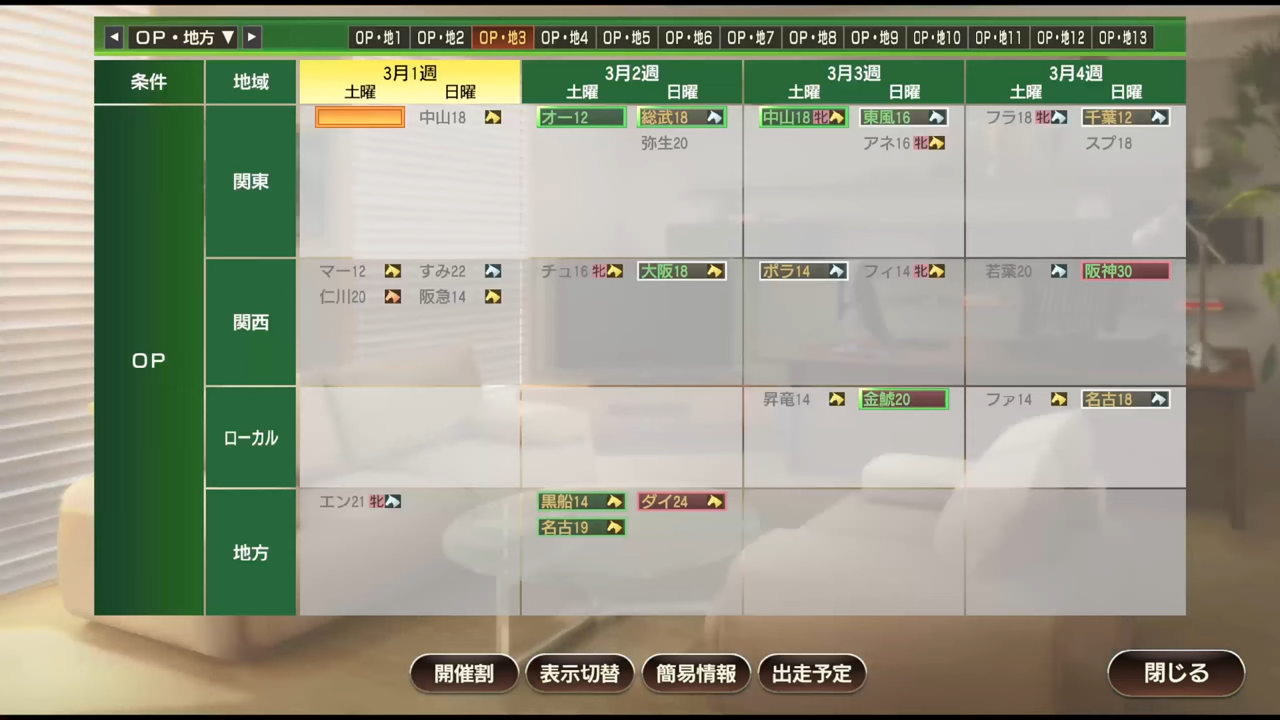 ◀ OP・地方▼ ▶ OP・地1 OP・地2 OP・地3 OP・地4 OP・地5 OP・地6 OP・地7 OP・地8 OP・地9 OP・地10 OP・地11 OP・地12 OP・地13
条件 地域 3月1週 3月2週 3月3週 3月4週
土曜 日曜 土曜 日曜 土曜 日曜 土曜 日曜
OP
関東
中山18 オー12 総武18 中山18牝 東風16 フラ18牝 千葉12
弥生20 アネ16牝 スプ18
関西
マー12 すみ22 チュ16牝 大阪18 ポラ14 フィ14牝 若葉20 阪神30
仁川20 阪急14
ローカル
昇竜14 金鯱20 ファ14 名古18
地方
エン21牝 黒船14 ダイ24
名古19
開催割 表示切替 簡易情報 出走予定 閉じる